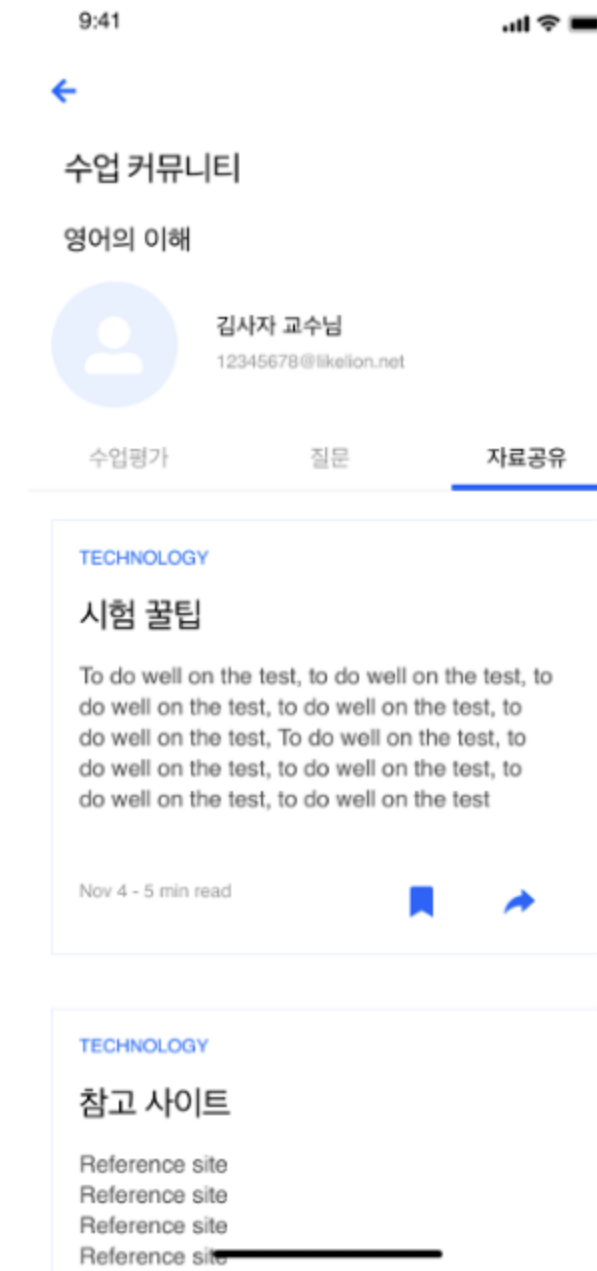 9:41
수업 커뮤니티
영어의 이해
김사자 교수님
12345678@likelion.net
수업평가 질문 자료공유
TECHNOLOGY
시험 꿀팁
To do well on the test, to do well on the test, to
do well on the test, to do well on the test, to
do well on the test, To do well on the test, to
do well on the test, to do well on the test, to
do well on the test, to do well on the test
Nov 4 - 5 min read
TECHNOLOGY
참고 사이트
Reference site
Reference site
Reference site
Reference site